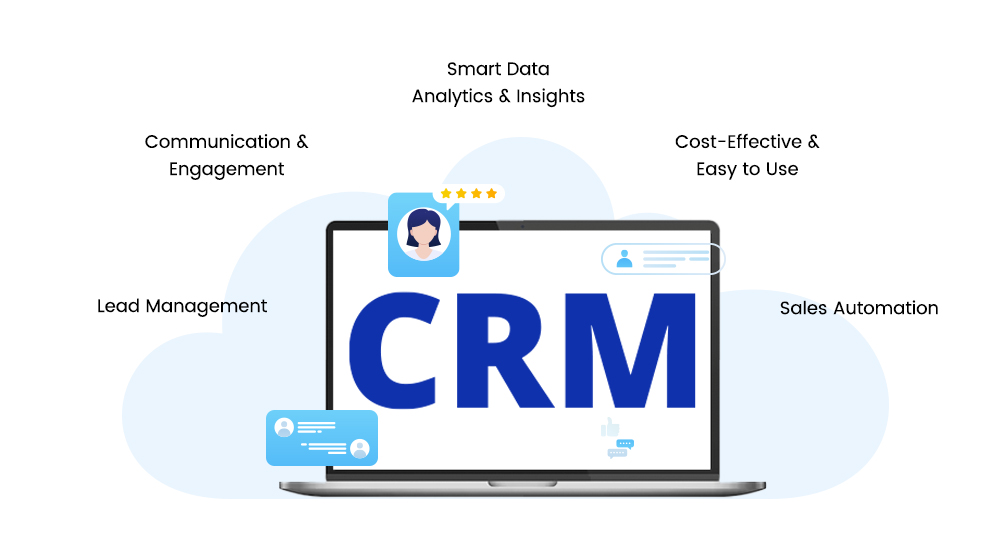 Smart Data
Analytics & Insights
Communication &
Engagement
Cost-Effective &
Easy to Use
Lead Management
Sales Automation
CRM